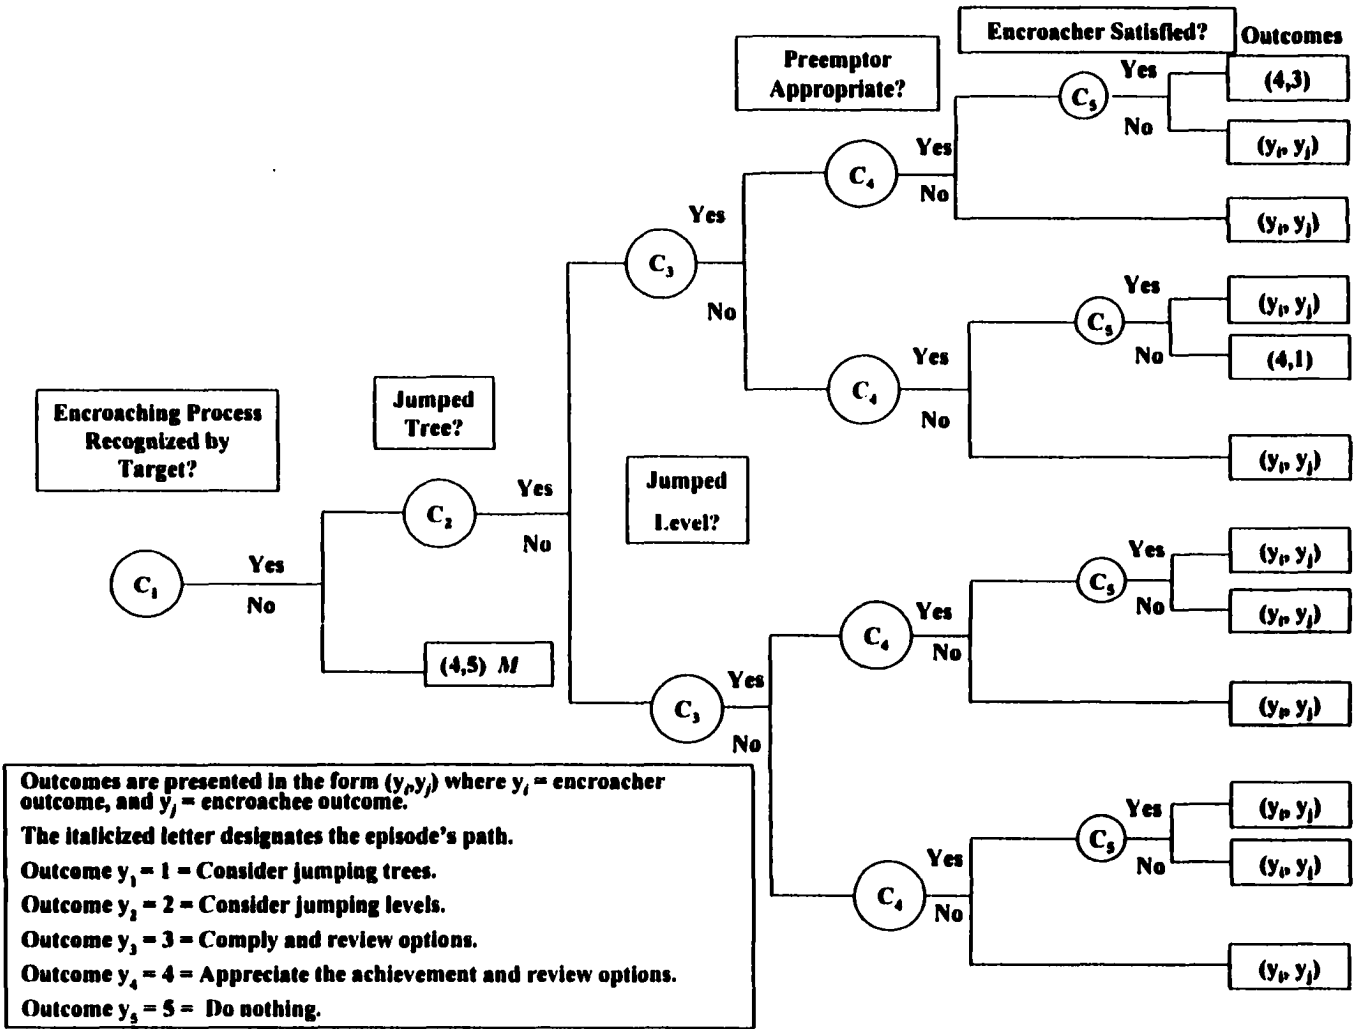 Encroacher Satisfied?
Outcomes
Preemptor
Appropriate?
Yes
(4,3)
C₅
No
(yᵢ, yⱼ)
Yes
C₄
No
(yᵢ, yⱼ)
Yes
C₃
No
Yes
(yᵢ, yⱼ)
C₅
No
(4,1)
Yes
C₄
No
(yᵢ, yⱼ)
Encroaching Process
Recognized by
Target?
Jumped
Tree?
Jumped
Level?
Yes
C₂
No
Yes
C₁
No
(4,5) M
Yes
(yᵢ, yⱼ)
C₅
No
(yᵢ, yⱼ)
Yes
C₄
No
(yᵢ, yⱼ)
Yes
C₃
No
Yes
(yᵢ, yⱼ)
C₅
No
(yᵢ, yⱼ)
Yes
C₄
No
(yᵢ, yⱼ)
Outcomes are presented in the form (yᵢ,yⱼ) where yᵢ = encroacher
outcome, and yⱼ = encroachee outcome.
The italicized letter designates the episode's path.
Outcome y₁ = 1 = Consider jumping trees.
Outcome y₂ = 2 = Consider jumping levels.
Outcome y₃ = 3 = Comply and review options.
Outcome y₄ = 4 = Appreciate the achievement and review options.
Outcome y₅ = 5 = Do nothing.